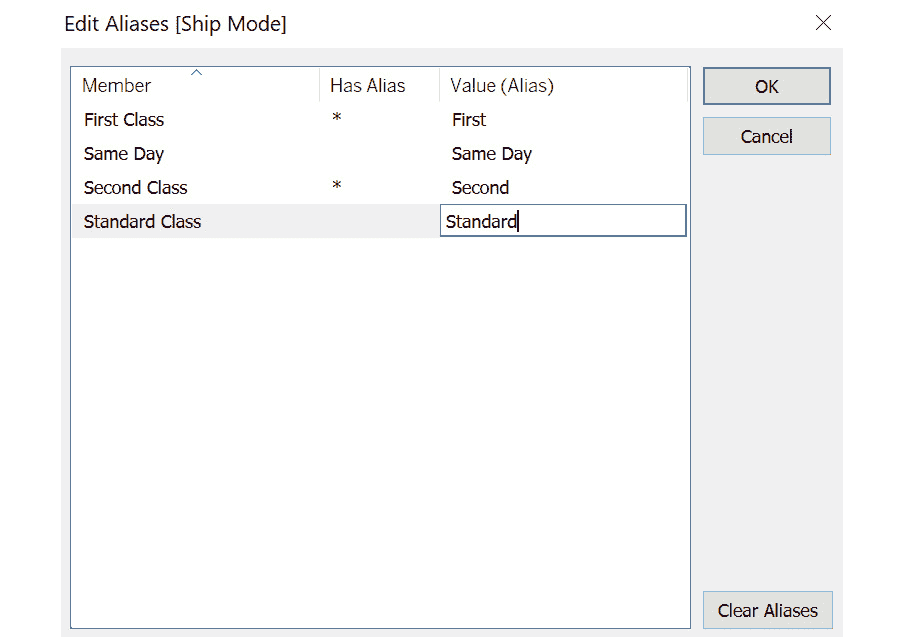 Edit Aliases [Ship Mode]
Member Has Alias Value (Alias)
First Class * First
Same Day Same Day
Second Class * Second
Standard Class Standard
OK
Cancel
Clear Aliases